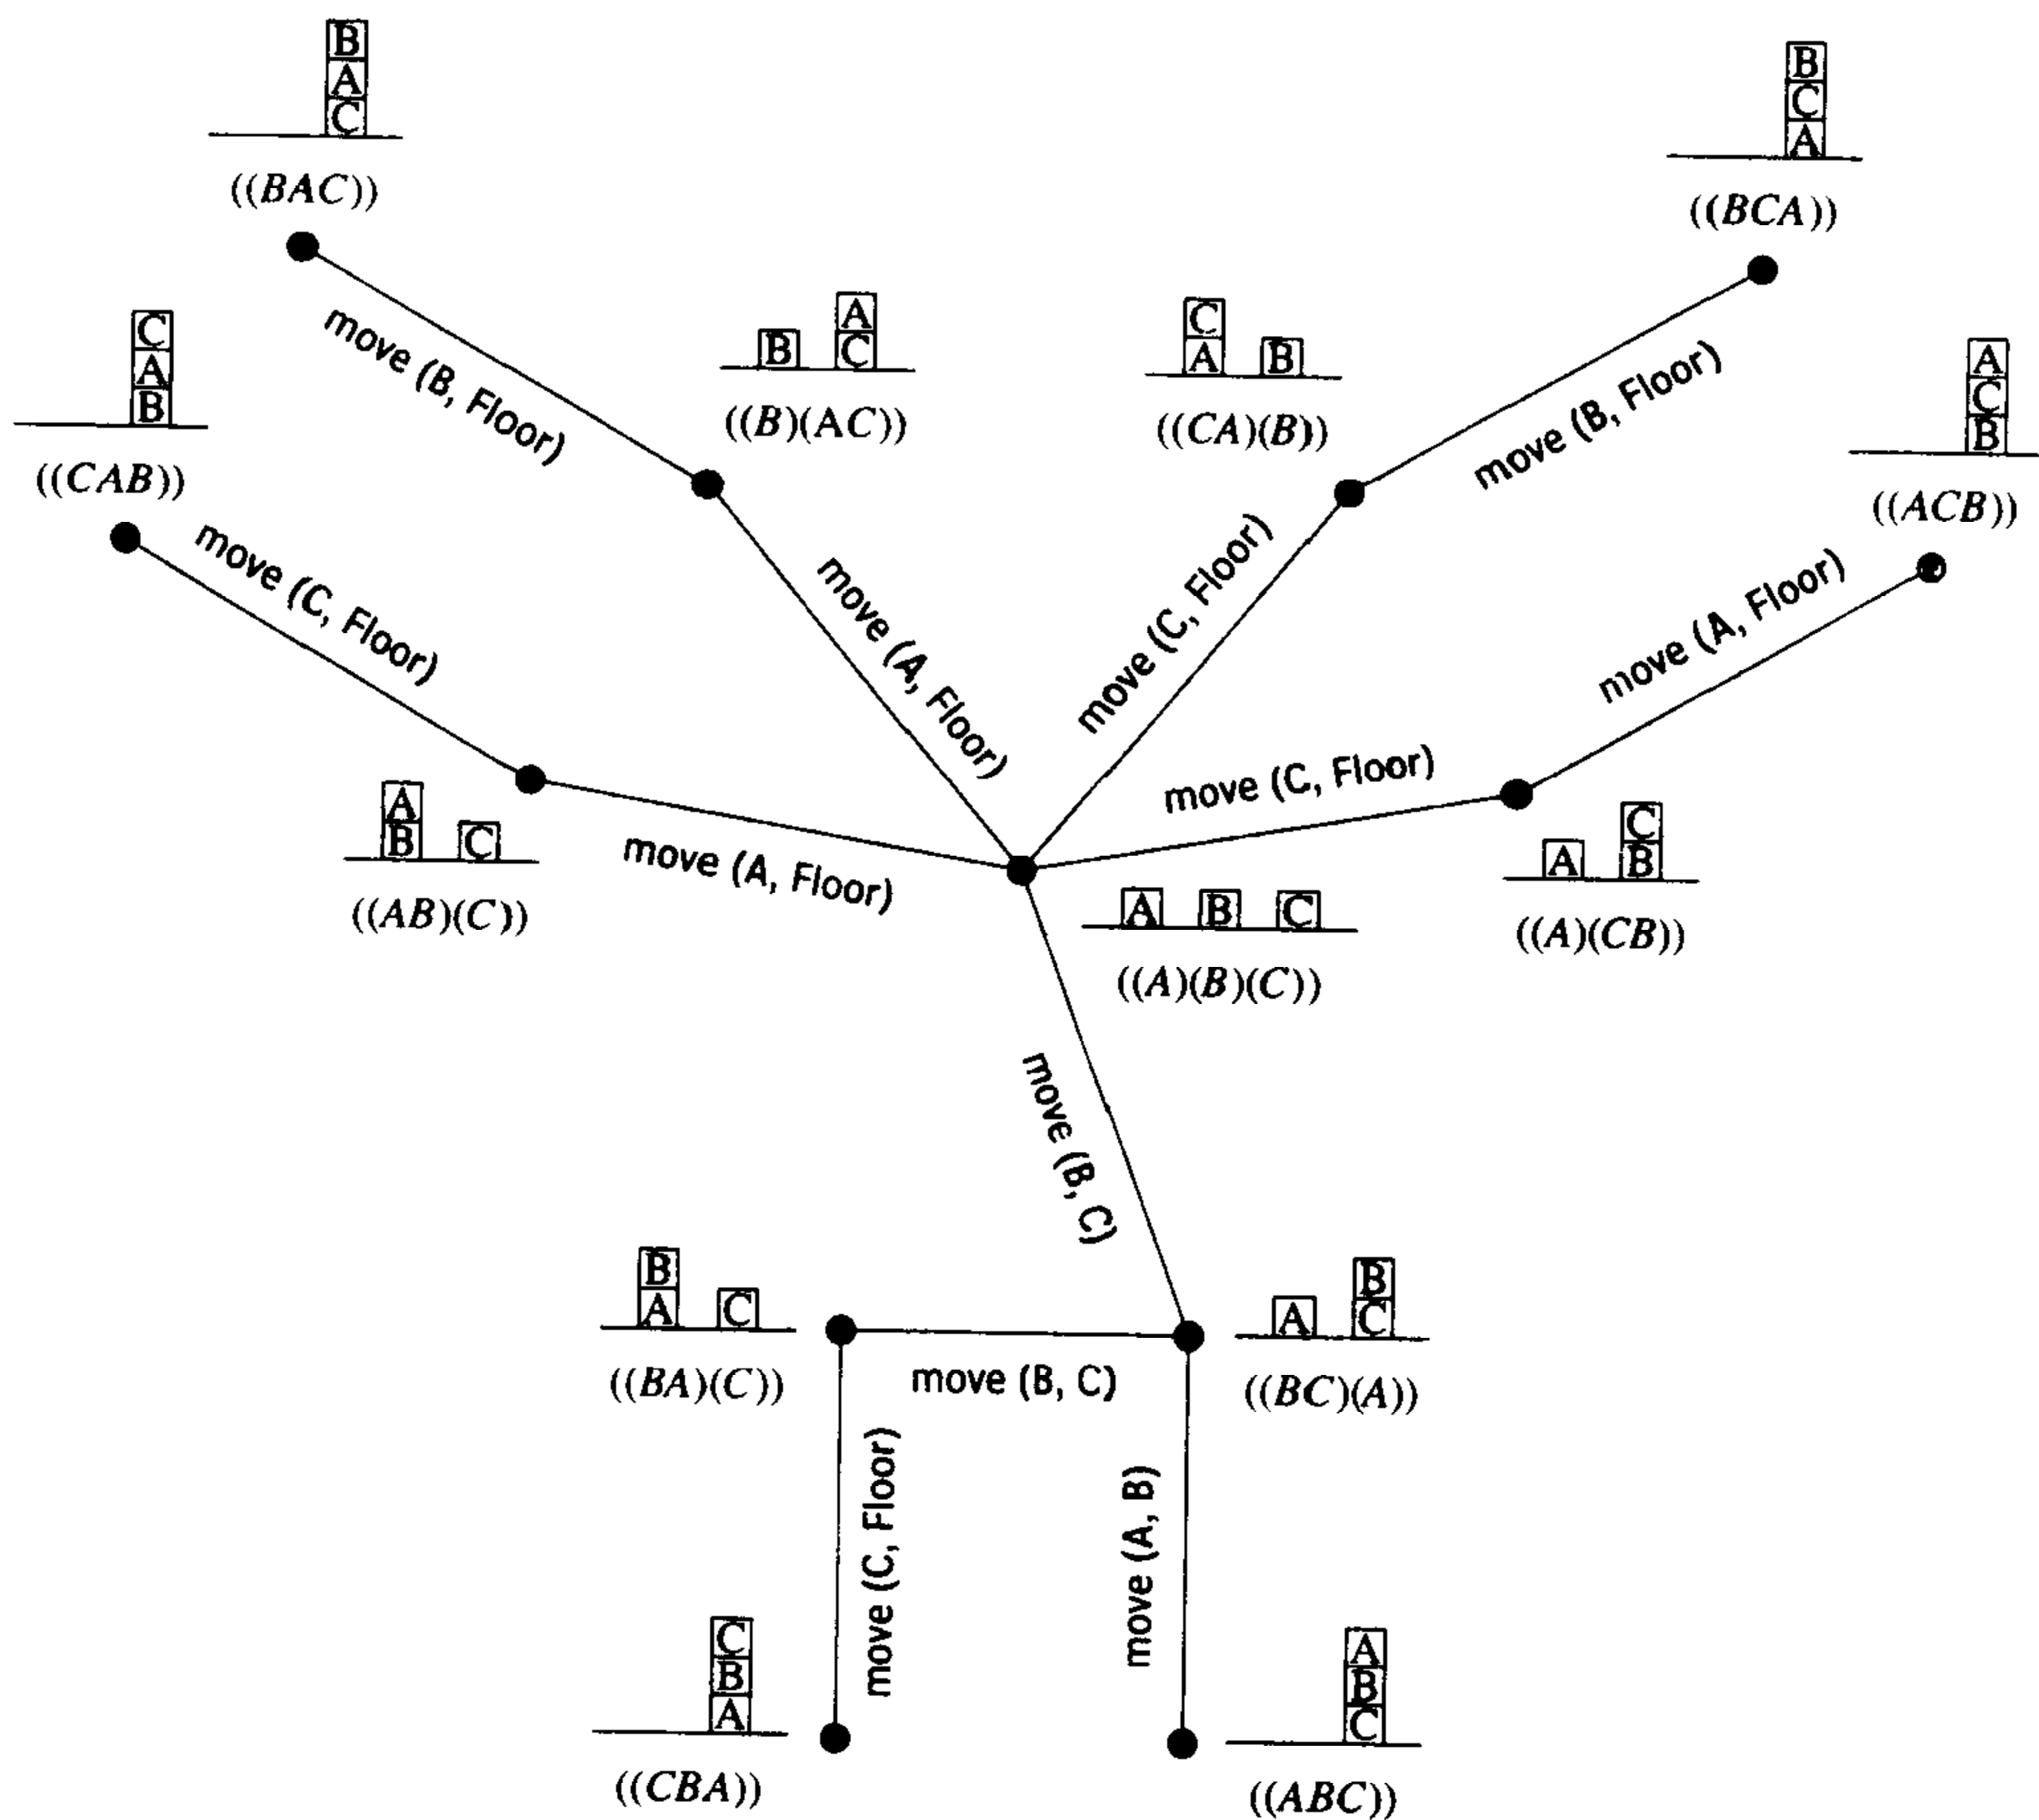 B
A
C
((BAC))
B
C
A
((BCA))
C
A
B
((CAB))
move (B, Floor)
B
A
C
((B)(AC))
C
A
B
((CA)(B))
move (B, Floor)
A
C
B
((ACB))
move (C, Floor)
move (A, Floor)
move (C, Floor)
move (A, Floor)
A
B C
((AB)(C))
move (A, Floor)
move (C, Floor)
C
A B
((A)(CB))
A B C
((A)(B)(C))
move (B, C)
B
A C
((BA)(C))
move (B, C)
B
A C
((BC)(A))
move (C, Floor)
move (A, B)
C
B
A
((CBA))
A
B
C
((ABC))